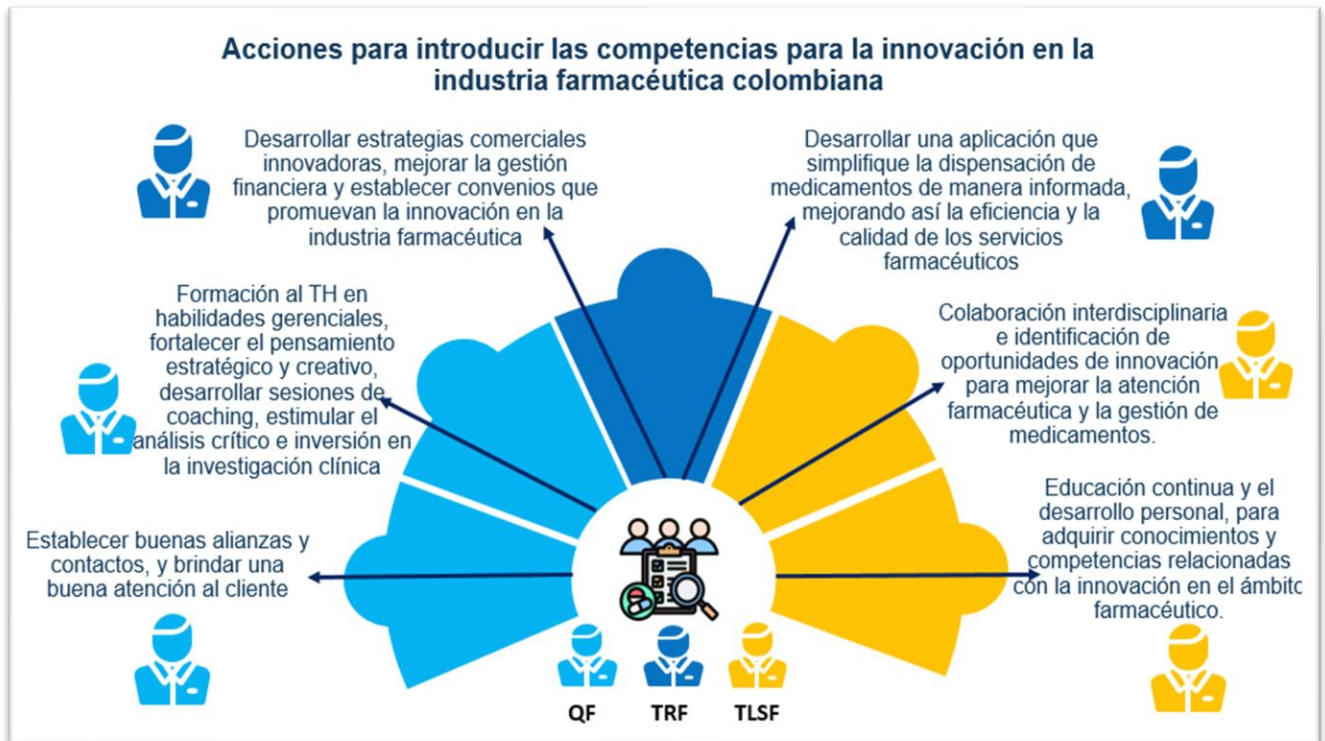 Acciones para introducir las competencias para la innovación en la
industria farmacéutica colombiana
Desarrollar estrategias comerciales
innovadoras, mejorar la gestión
financiera y establecer convenios que
promuevan la innovación en la
industria farmacéutica
Desarrollar una aplicación que
simplifique la dispensación de
medicamentos de manera informada,
mejorando así la eficiencia y la
calidad de los servicios
farmacéuticos
Formación al TH en
habilidades gerenciales,
fortalecer el pensamiento
estratégico y creativo,
desarrollar sesiones de
coaching, estimular el
análisis crítico e inversión en
la investigación clínica
Colaboración interdisciplinaria
e identificación de
oportunidades de innovación
para mejorar la atención
farmacéutica y la gestión de
medicamentos.
Establecer buenas alianzas y
contactos, y brindar una
buena atención al cliente
Educación continua y el
desarrollo personal, para
adquirir conocimientos y
competencias relacionadas
con la innovación en el ámbito
farmacéutico.
QF TRF TLSF